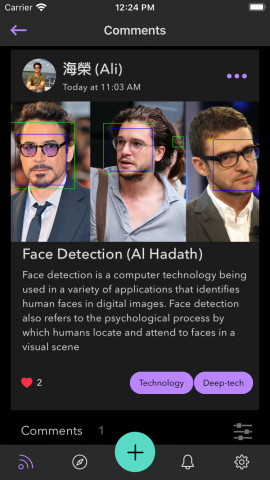 Carrier
12:24 PM
Comments
海榮 (Ali)
Today at 11:03 AM
Face Detection (Al Hadath)
Face detection is a computer technology being
used in a variety of applications that identifies
human faces in digital images. Face detection
also refers to the psychological process by
which humans locate and attend to faces in a
visual scene
2
Technology
Deep-tech
Comments 1